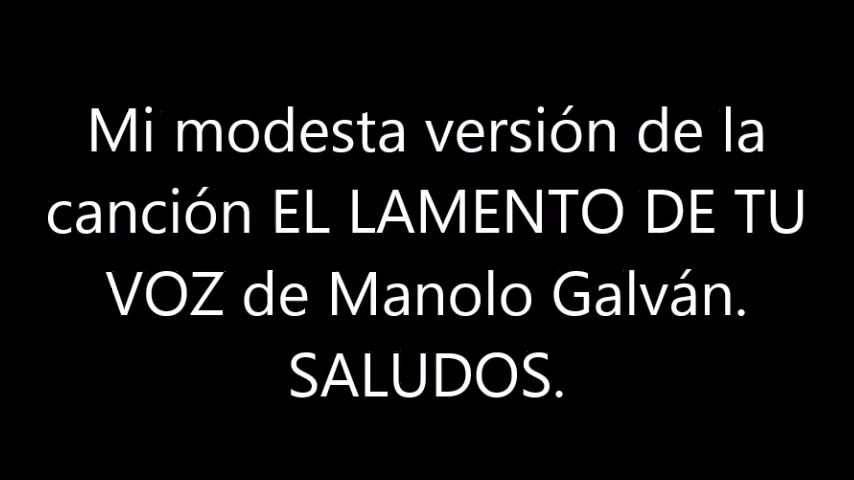 Mi modesta versión de la
canción EL LAMENTO DE TU
VOZ de Manolo Galván.
SALUDOS.